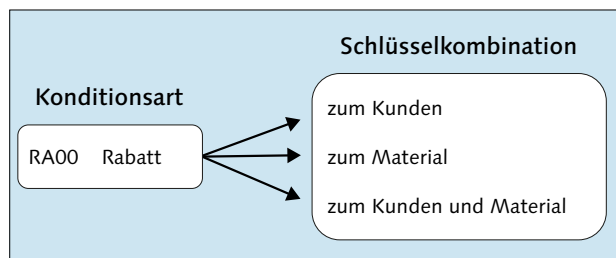 Schlüsselkombination
Konditionsart
zum Kunden
RA00 Rabatt
zum Material
zum Kunden und Material